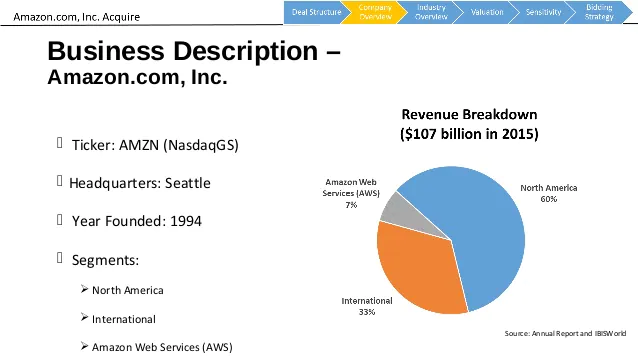 Amazon.com, Inc. Acquire
Deal Structure
Company
Overview
Industry
Overview
Valuation
Sensitivity
Bidding
Strategy
Business Description –
Amazon.com, Inc.
Ticker: AMZN (NasdaqGS)
Headquarters: Seattle
Year Founded: 1994
Segments:
North America
International
Amazon Web Services (AWS)
Revenue Breakdown
($107 billion in 2015)
Amazon Web
Services (AWS)
7%
North America
60%
International
33%
Source: Annual Report and IBISWorld